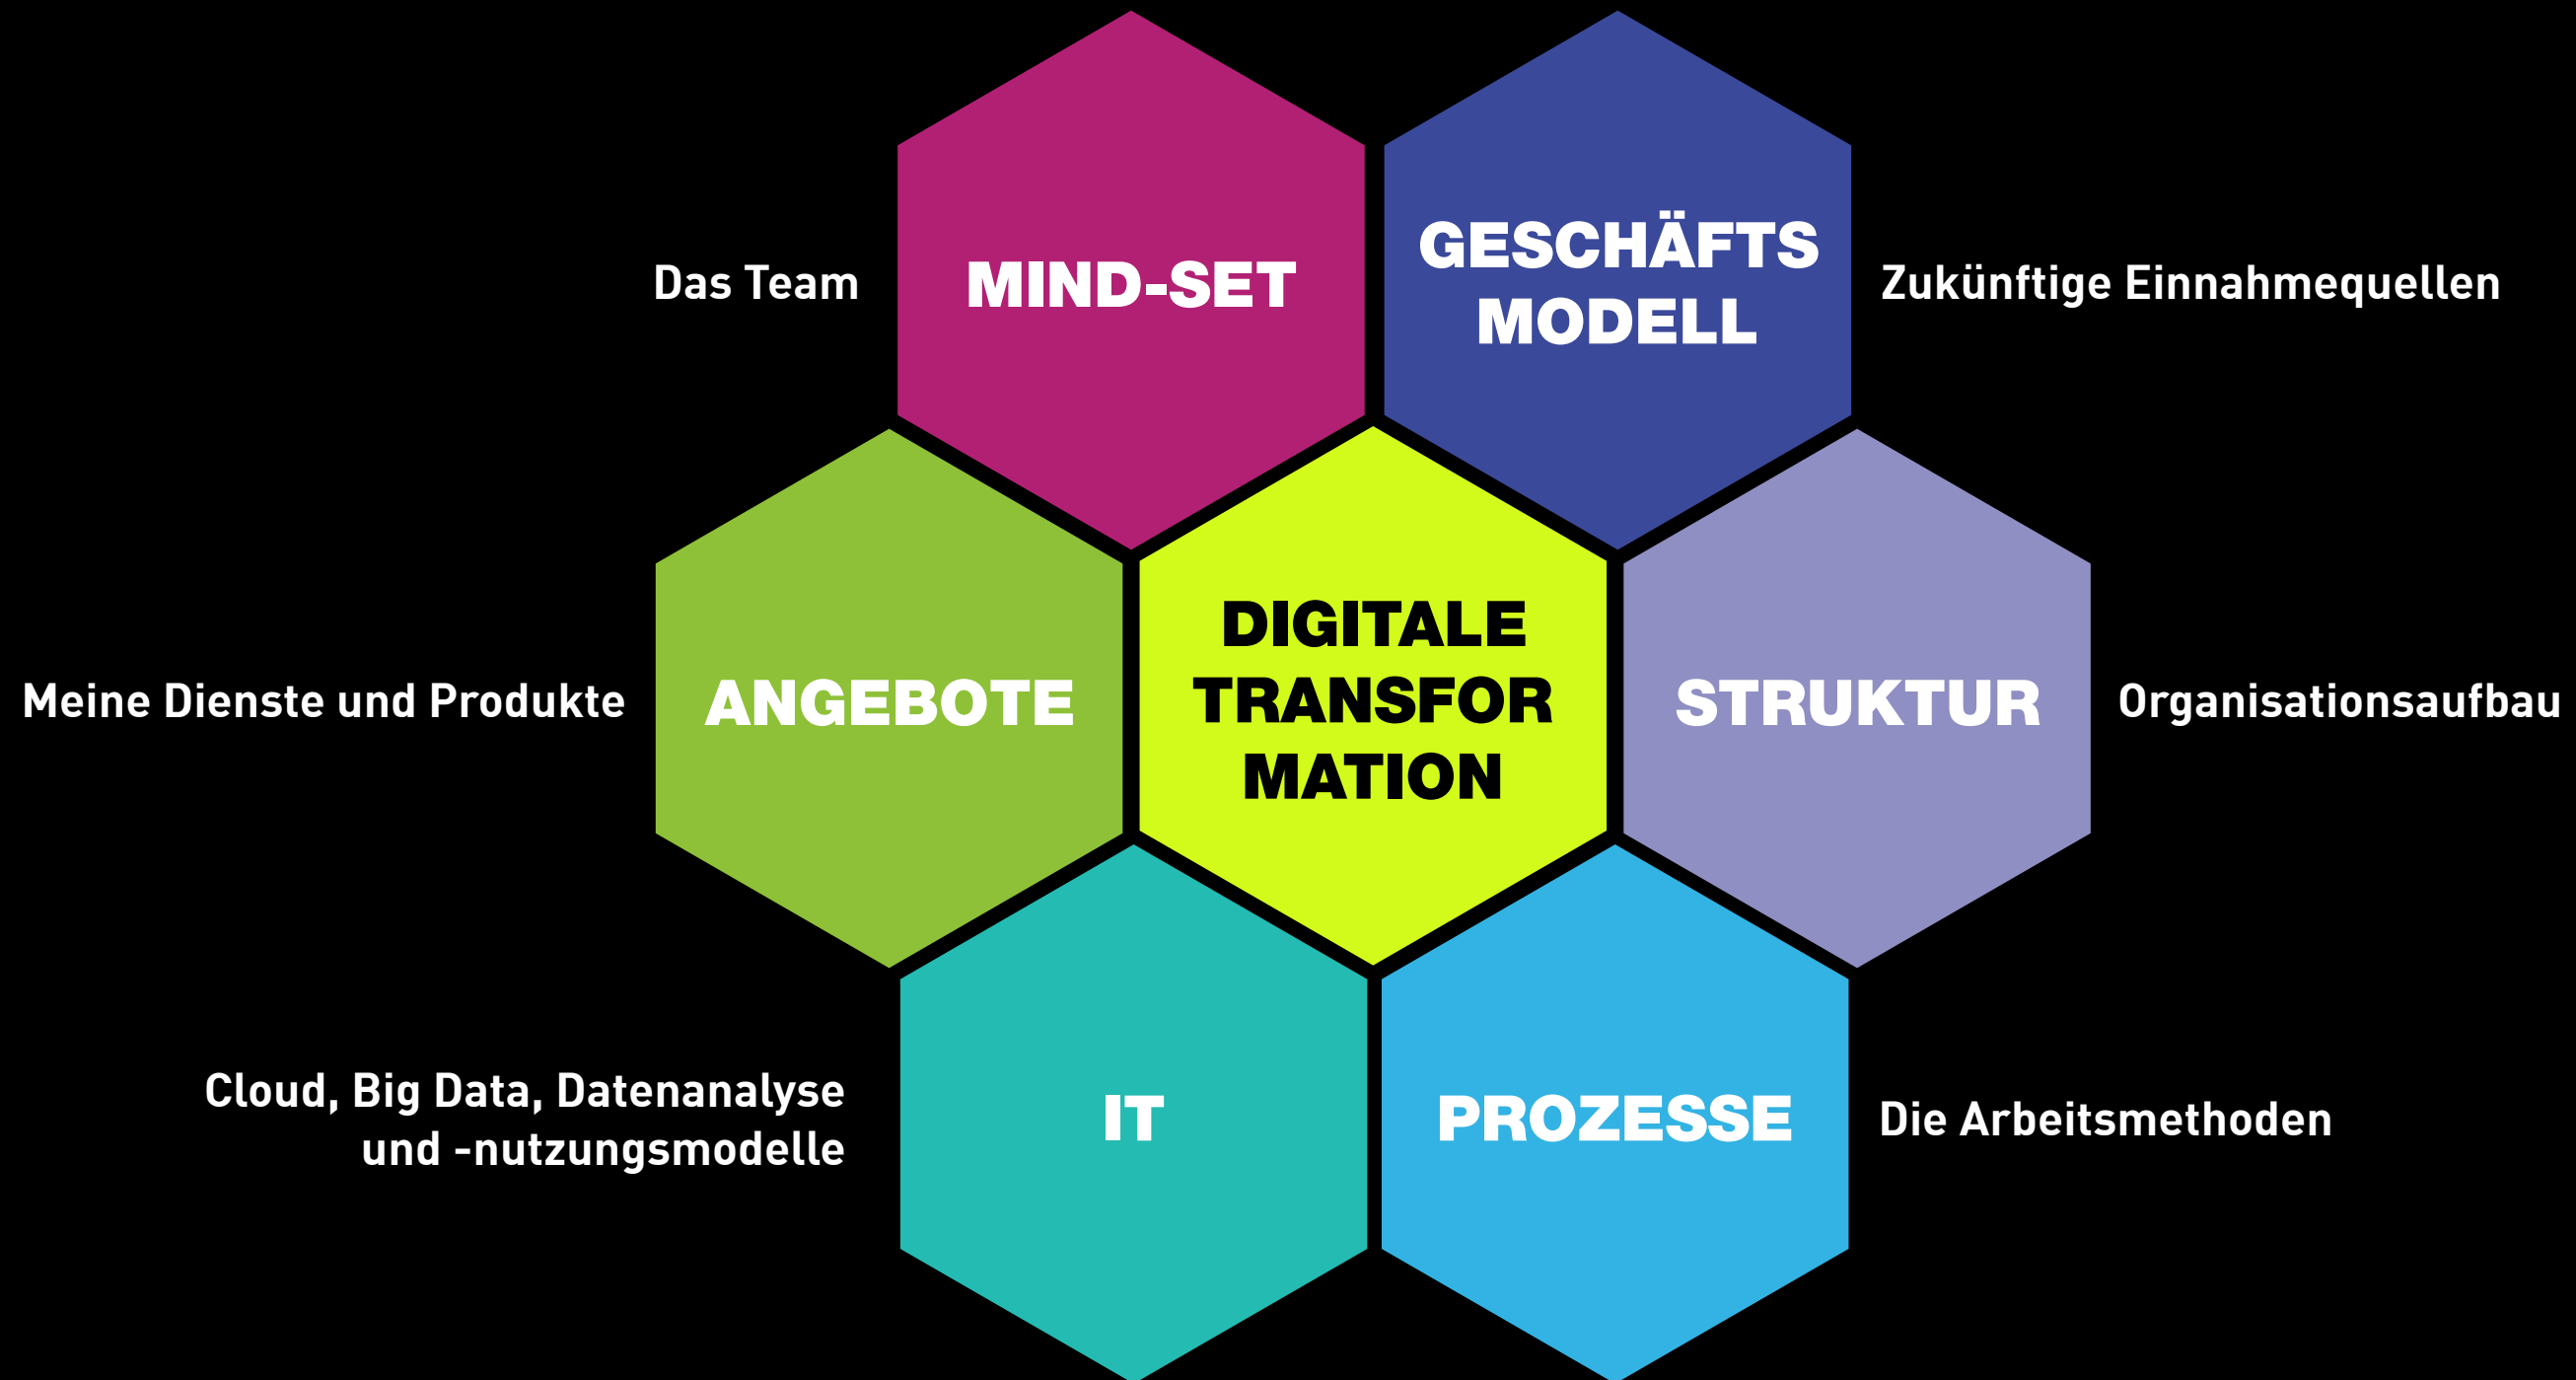 Das Team
MIND-SET
GESCHÄFTS
MODELL
Zukünftige Einnahmequellen
Meine Dienste und Produkte
ANGEBOTE
DIGITALE
TRANSFOR
MATION
STRUKTUR
Organisationsaufbau
Cloud, Big Data, Datenanalyse
und -nutzungsmodelle
IT
PROZESSE
Die Arbeitsmethoden